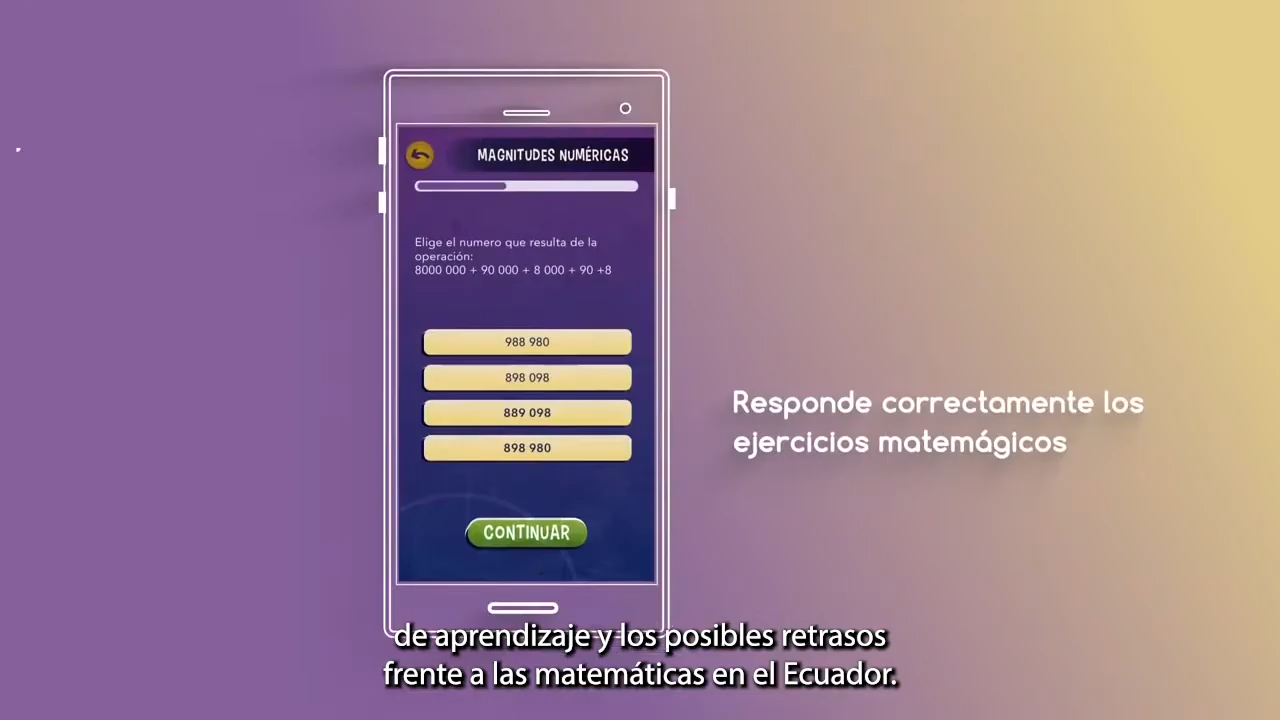 MAGNITUDES NUMÉRICAS
Elige el numero que resulta de la
operación:
8000 000 + 90 000 + 8 000 + 90 +8
988 980
898 098
889 098
898 980
CONTINUAR
Responde correctamente los
ejercicios matemágicos
de aprendizaje y los posibles retrasos
frente a las matemáticas en el Ecuador.